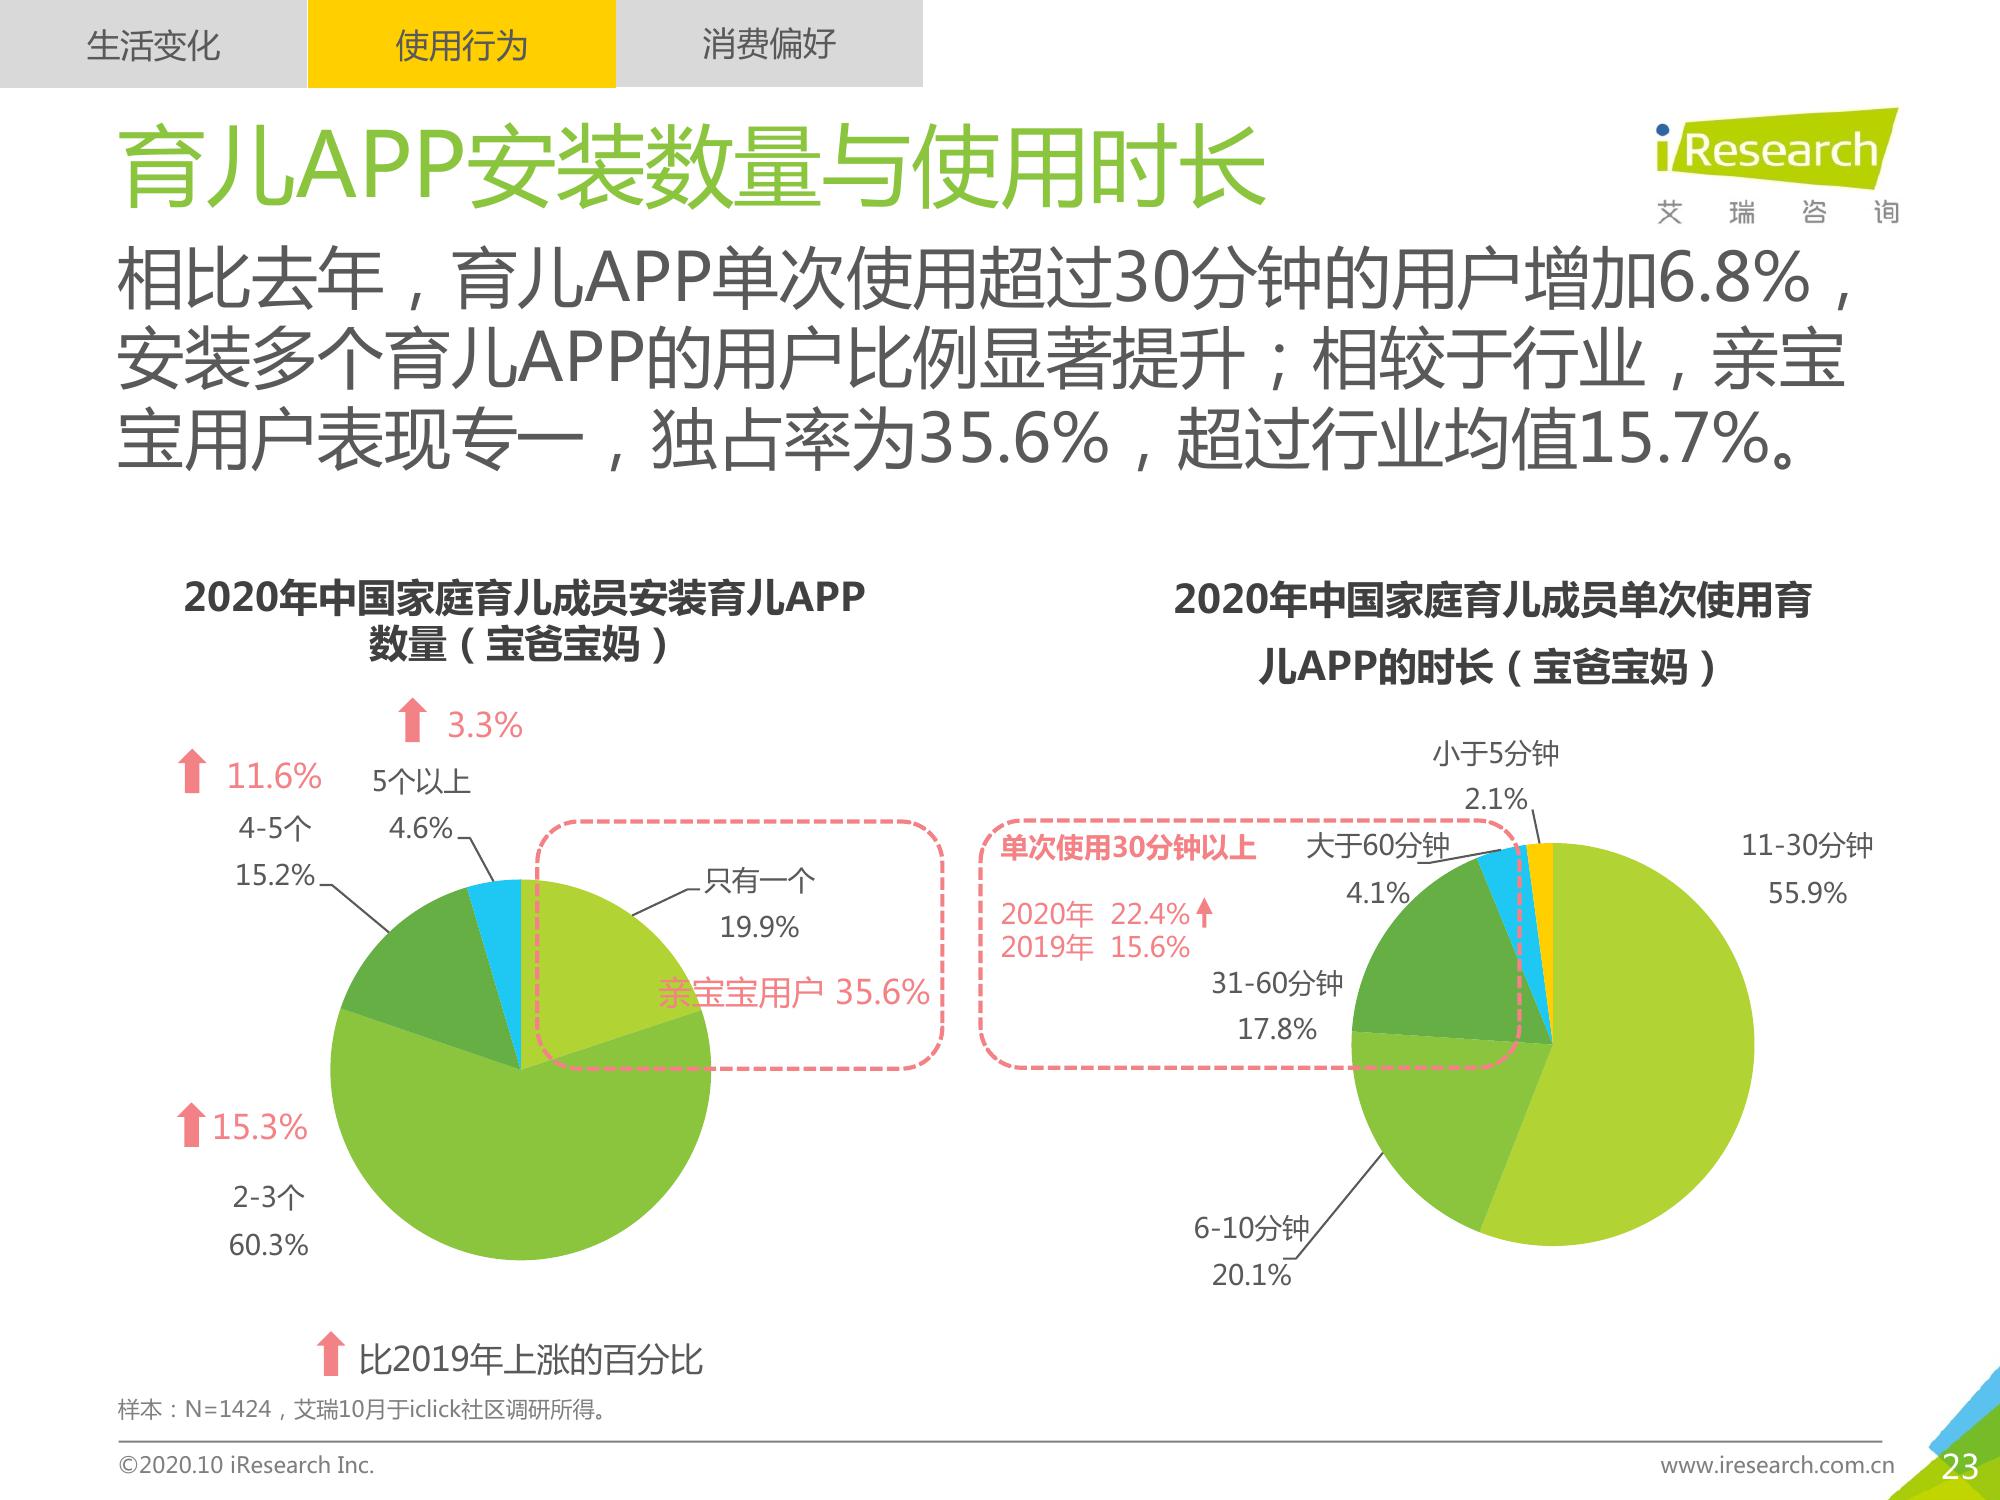 生活变化
使用行为
消费偏好
育儿APP安装数量与使用时长
iResearch
艾瑞咨询
相比去年，育儿APP单次使用超过30分钟的用户增加6.8%，
安装多个育儿APP的用户比例显著提升；相较于行业，亲宝
宝用户表现专一，独占率为35.6%，超过行业均值15.7%。
2020年中国家庭育儿成员安装育儿APP
数量（宝爸宝妈）
3.3%
11.6%
5个以上
4.6%
4-5个
15.2%
只有一个
19.9%
亲宝宝用户 35.6%
15.3%
2-3个
60.3%
比2019年上涨的百分比
2020年中国家庭育儿成员单次使用育
儿APP的时长（宝爸宝妈）
小于5分钟
2.1%
单次使用30分钟以上
大于60分钟
4.1%
11-30分钟
55.9%
2020年 22.4%
2019年 15.6%
31-60分钟
17.8%
6-10分钟
20.1%
样本：N=1424，艾瑞10月于iclick社区调研所得。
©2020.10 iResearch Inc.
www.iresearch.com.cn
23